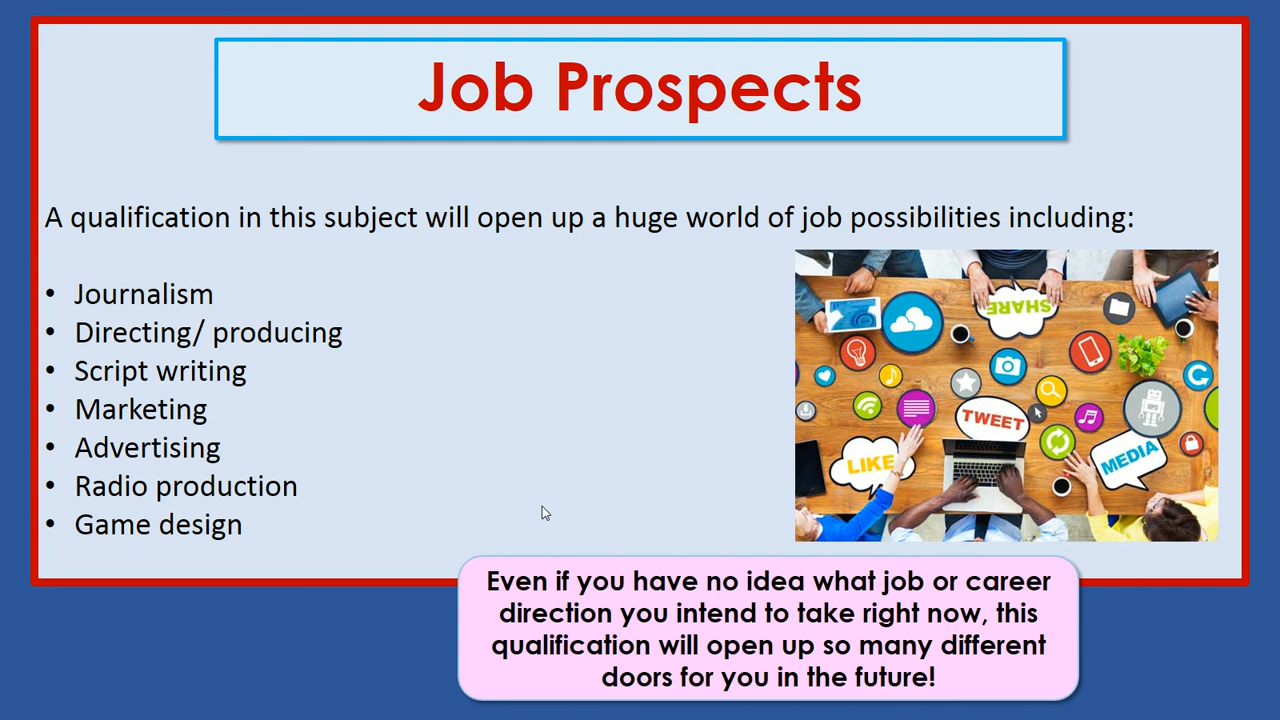 Job Prospects
A qualification in this subject will open up a huge world of job possibilities including:
• Journalism
• Directing/ producing
• Script writing
• Marketing
• Advertising
• Radio production
• Game design
SHARE
TWEET
LIKE
MEDIA
Even if you have no idea what job or career
direction you intend to take right now, this
qualification will open up so many different
doors for you in the future!